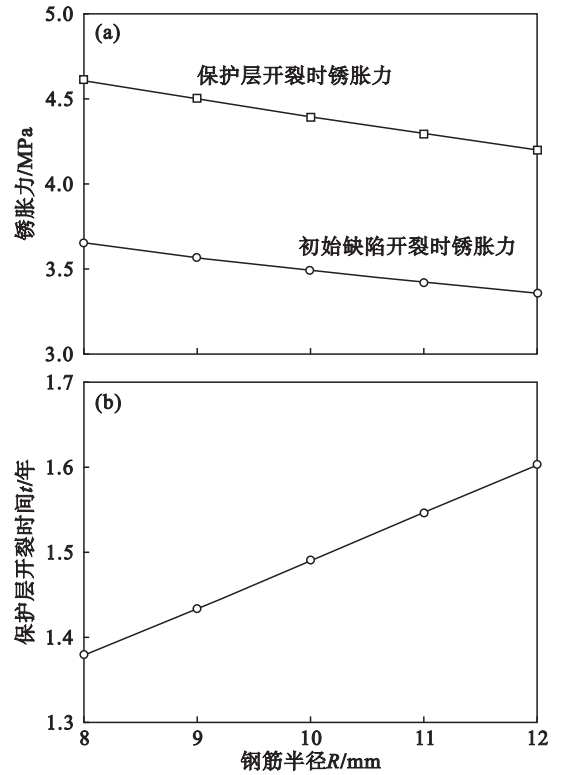 5.0
(a)
保护层开裂时锈胀力
4.5
锈胀力/MPa
4.0
初始缺陷开裂时锈胀力
3.5
3.0
1.7
(b)
1.6
保护层开裂时间t/年
1.5
1.4
1.3
8 9 10 11 12
钢筋半径R/mm